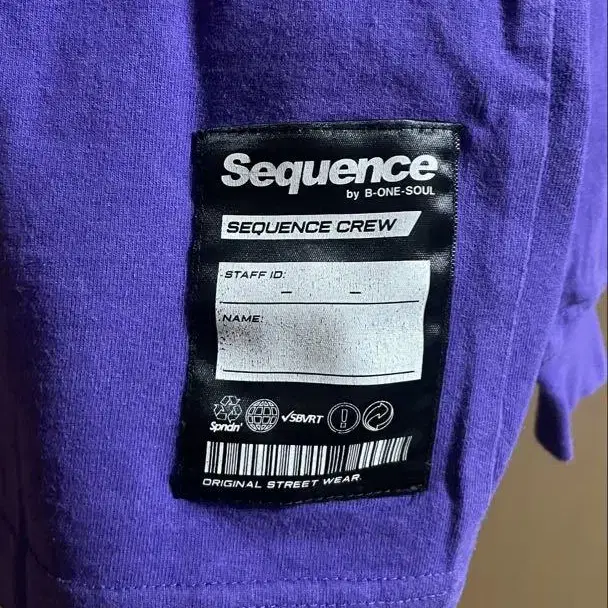 Sequence
by B-ONE-SOUL
SEQUENCE CREW
STAFF ID:
NAME:
Spndn'
√SBVRT
ORIGINAL STREET WEAR.